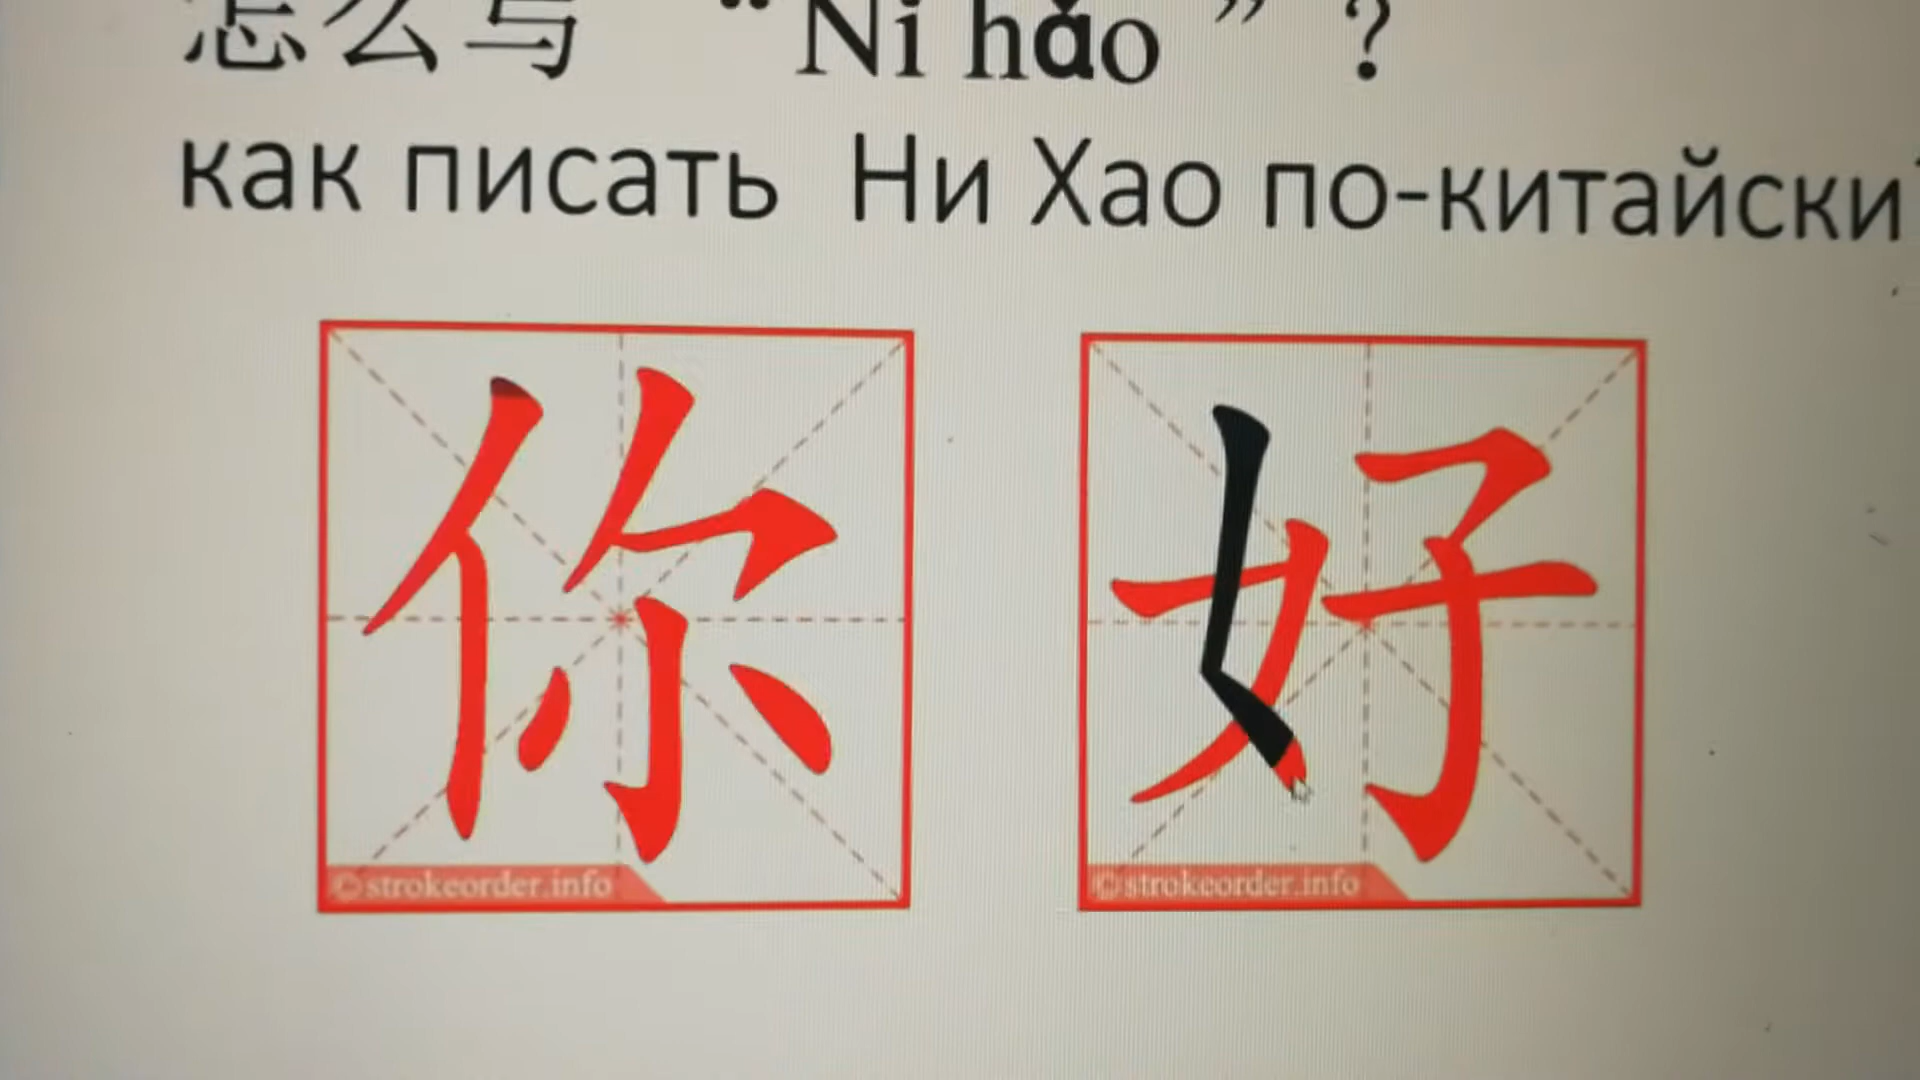 怎么写 “Nǐ hǎo ”？
как писать Ни Хао по-китайски
你 好
©strokeorder.info ©strokeorder.info